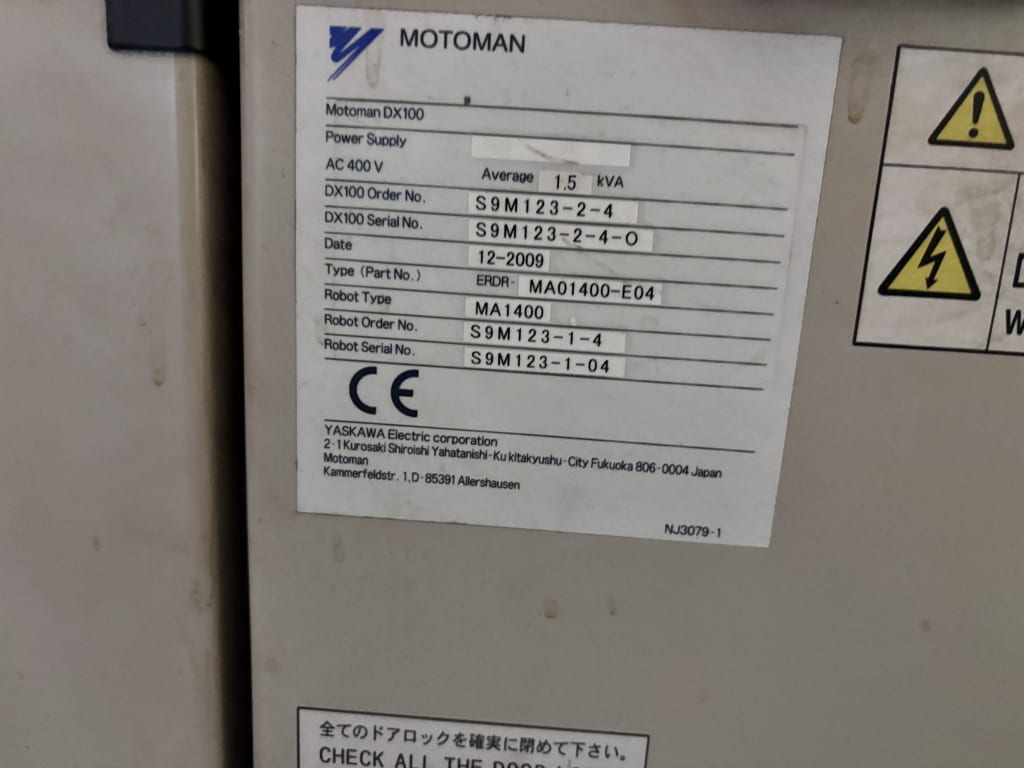 MOTOMAN
Motoman DX100
Power Supply
AC 400 V Average 1.5 kVA
DX100 Order No. S9M123-2-4
DX100 Serial No. S9M123-2-4-0
Date 12-2009
Type (Part No.) ERDR- MA01400-E04
Robot Type MA1400
Robot Order No. S9M123-1-4
Robot Serial No. S9M123-1-04
CE
YASKAWA Electric corporation
2-1 Kurosaki Shiroishi Yahatanishi-Ku kitakyushu-City Fukuoka 806-0004 Japan
Motoman
Kammerfeldstr. 1, D-85391 Allershausen
NJ3079-1
全てのドアロックを確実に閉めて下さい。
CHECK ALL THE DOOR